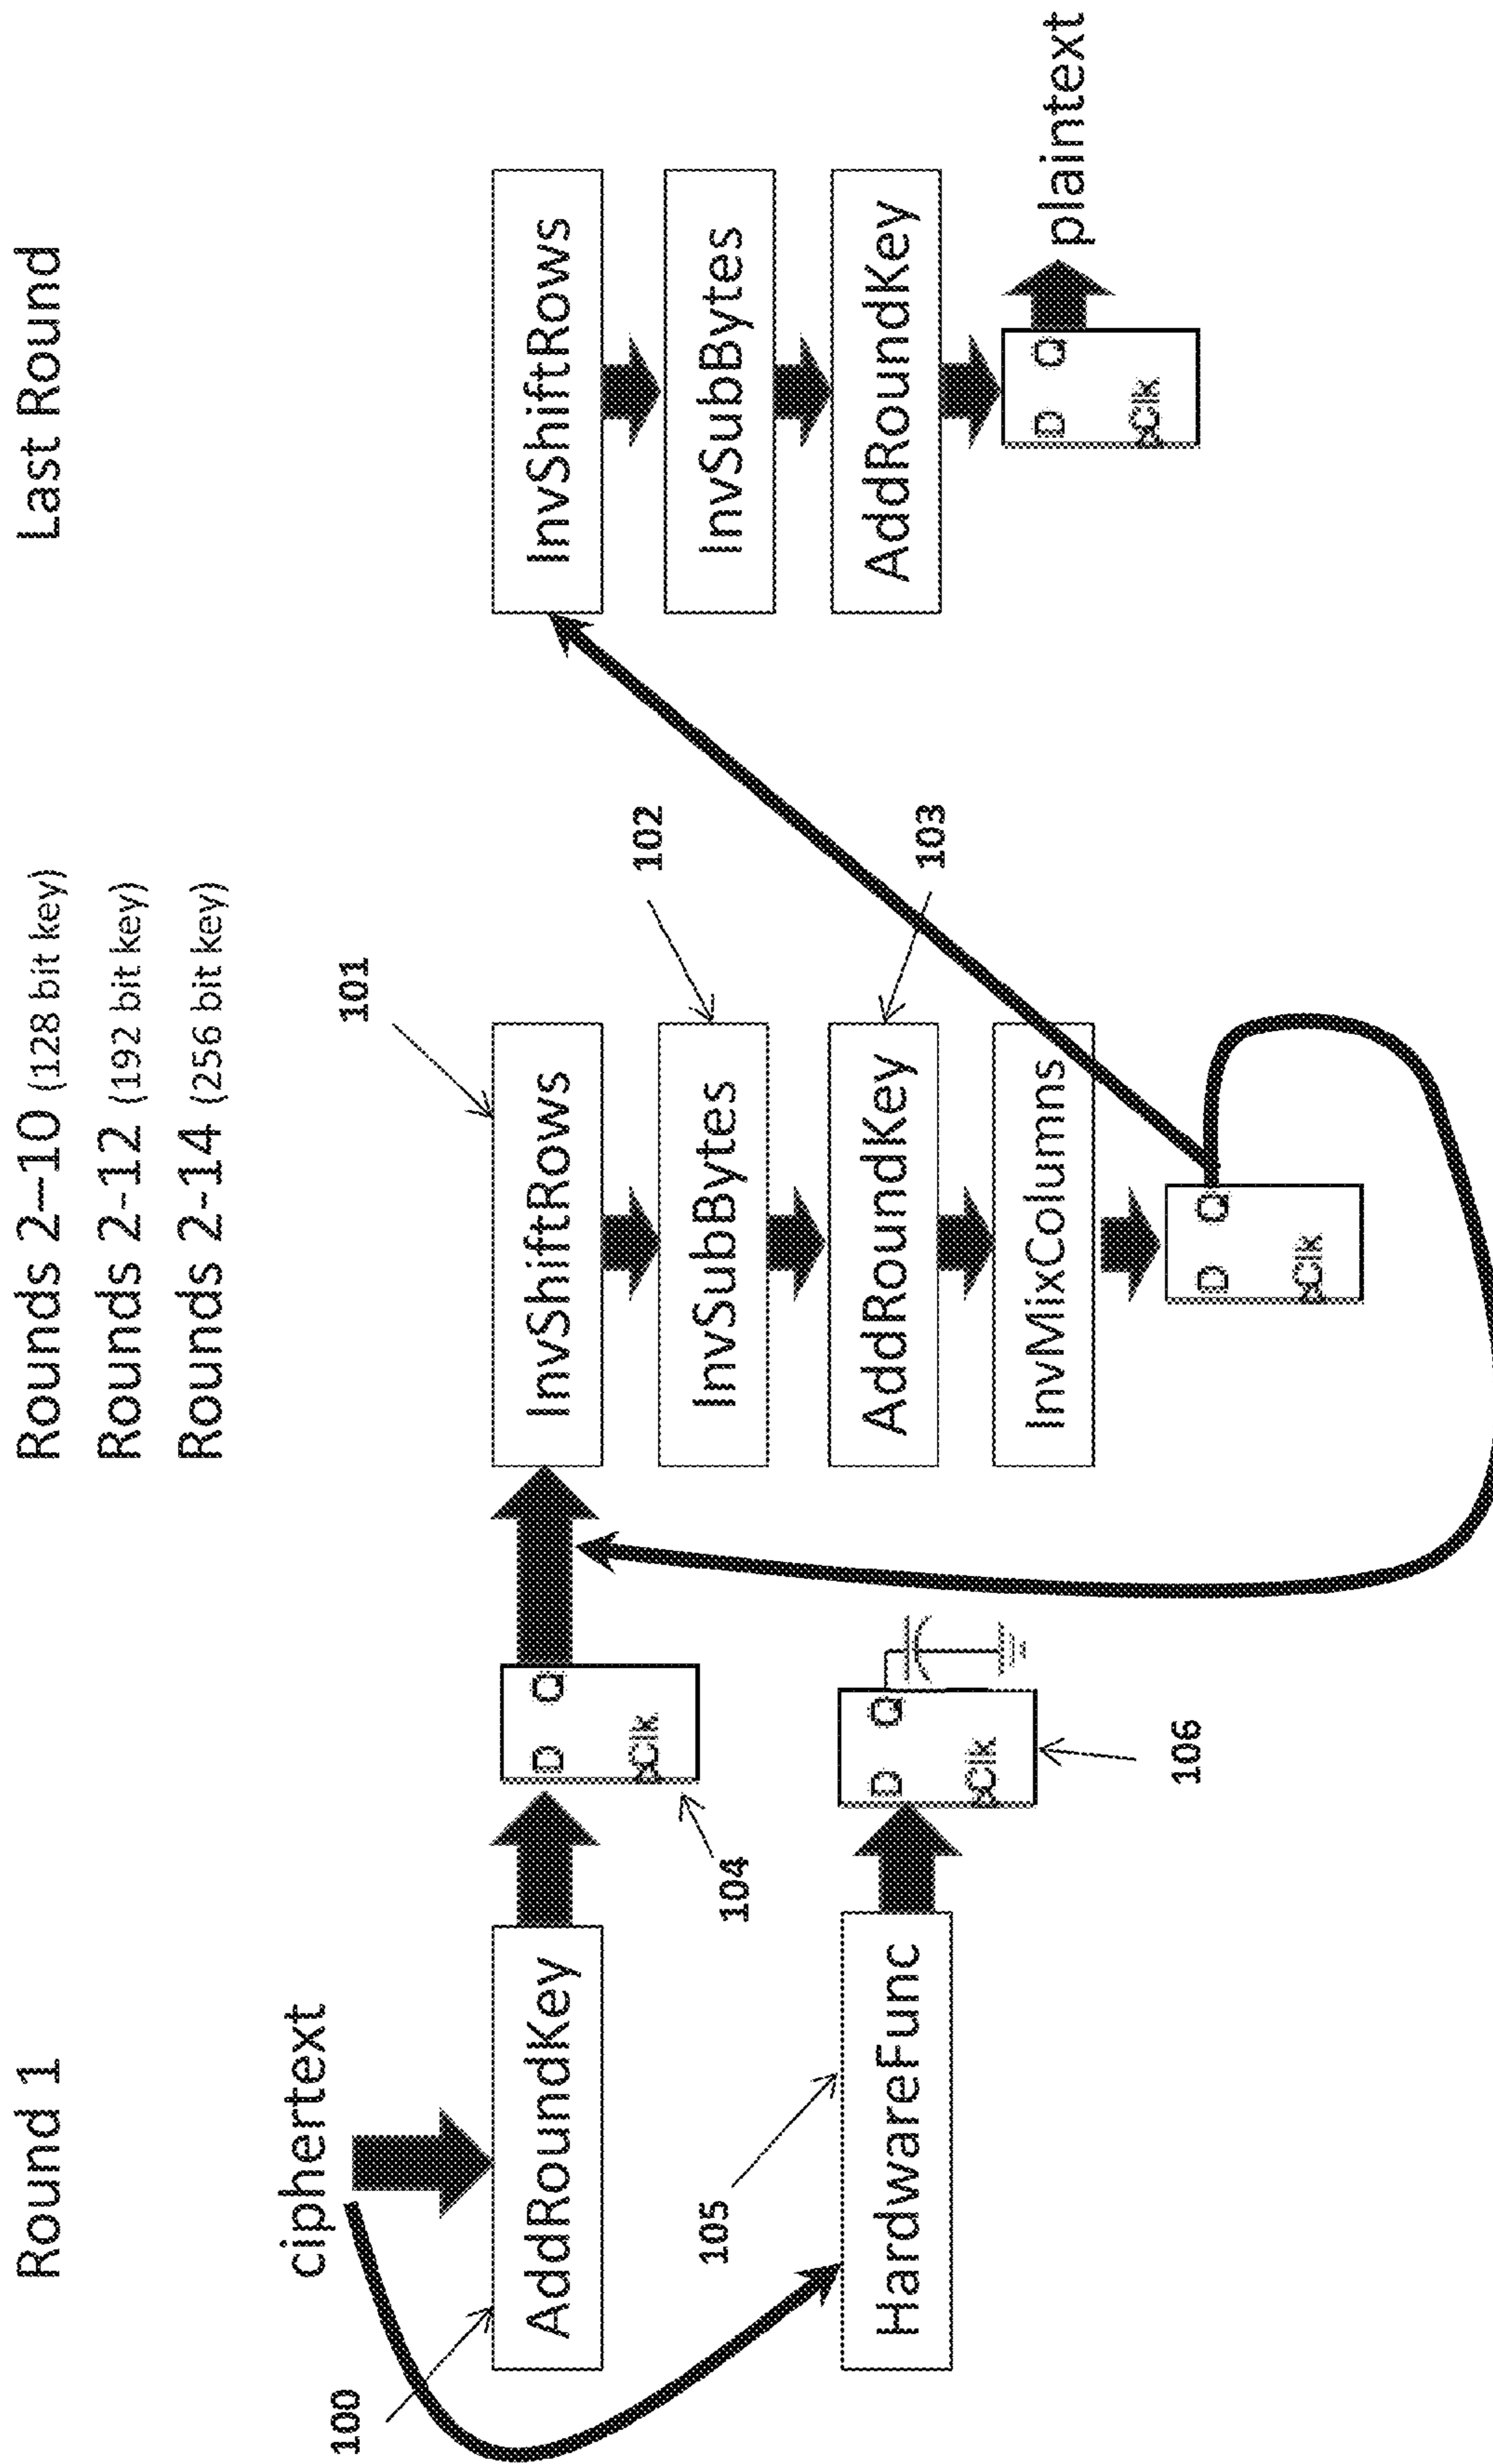 Round 1
Rounds 2—10 (128 bit key)
Rounds 2-12 (192 bit key)
Rounds 2-14 (256 bit key)
Last Round
ciphertext
100
AddRoundKey
D Q
Clk
104
105
HardwareFunc
D Q
Clk
106
101
InvShiftRows
102
InvSubBytes
103
AddRoundKey
InvMixColumns
D Q
Clk
InvShiftRows
InvSubBytes
AddRoundKey
D Q
Clk
plaintext